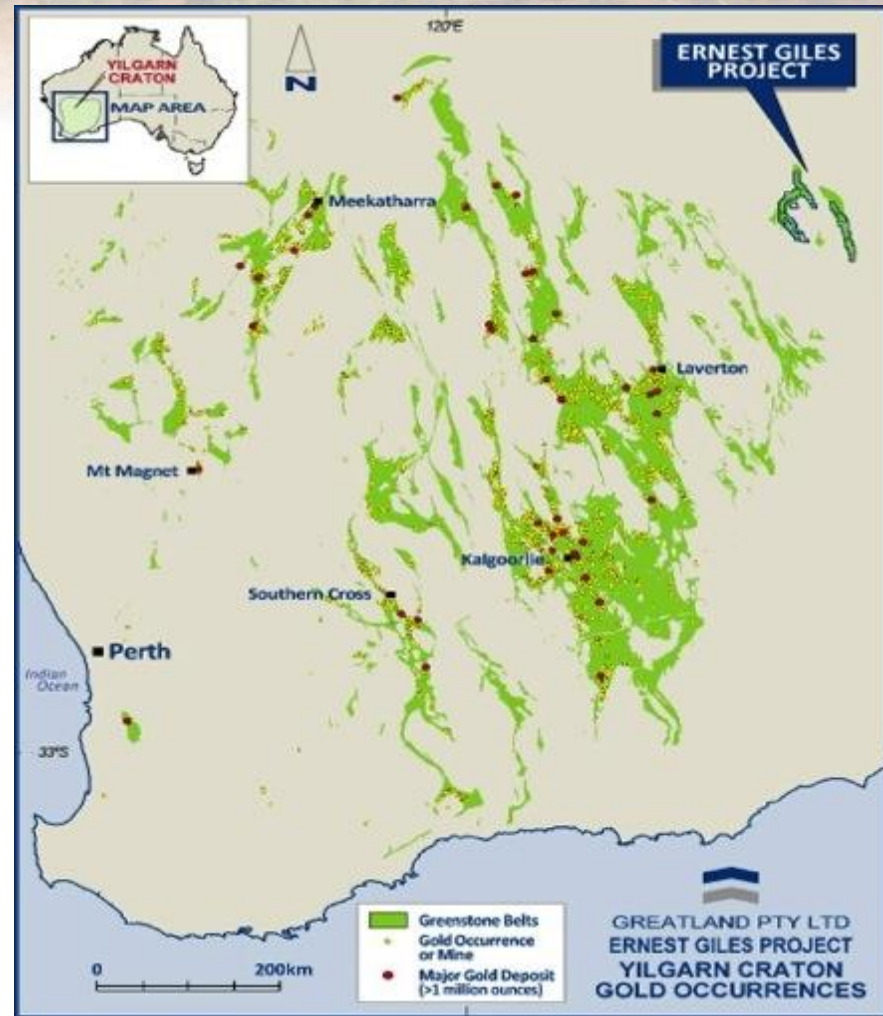 120°E
YILGARN
CRATON
MAP AREA
N
ERNEST GILES
PROJECT
Meekatharra
Laverton
Mt Magnet
Kalgoorlie
Southern Cross
Perth
Indian
Ocean
33°S
Greenstone Belts
Gold Occurrence
or Mine
Major Gold Deposit
(>1 million ounces)
0 200km
GREATLAND PTY LTD
ERNEST GILES PROJECT
YILGARN CRATON
GOLD OCCURRENCES